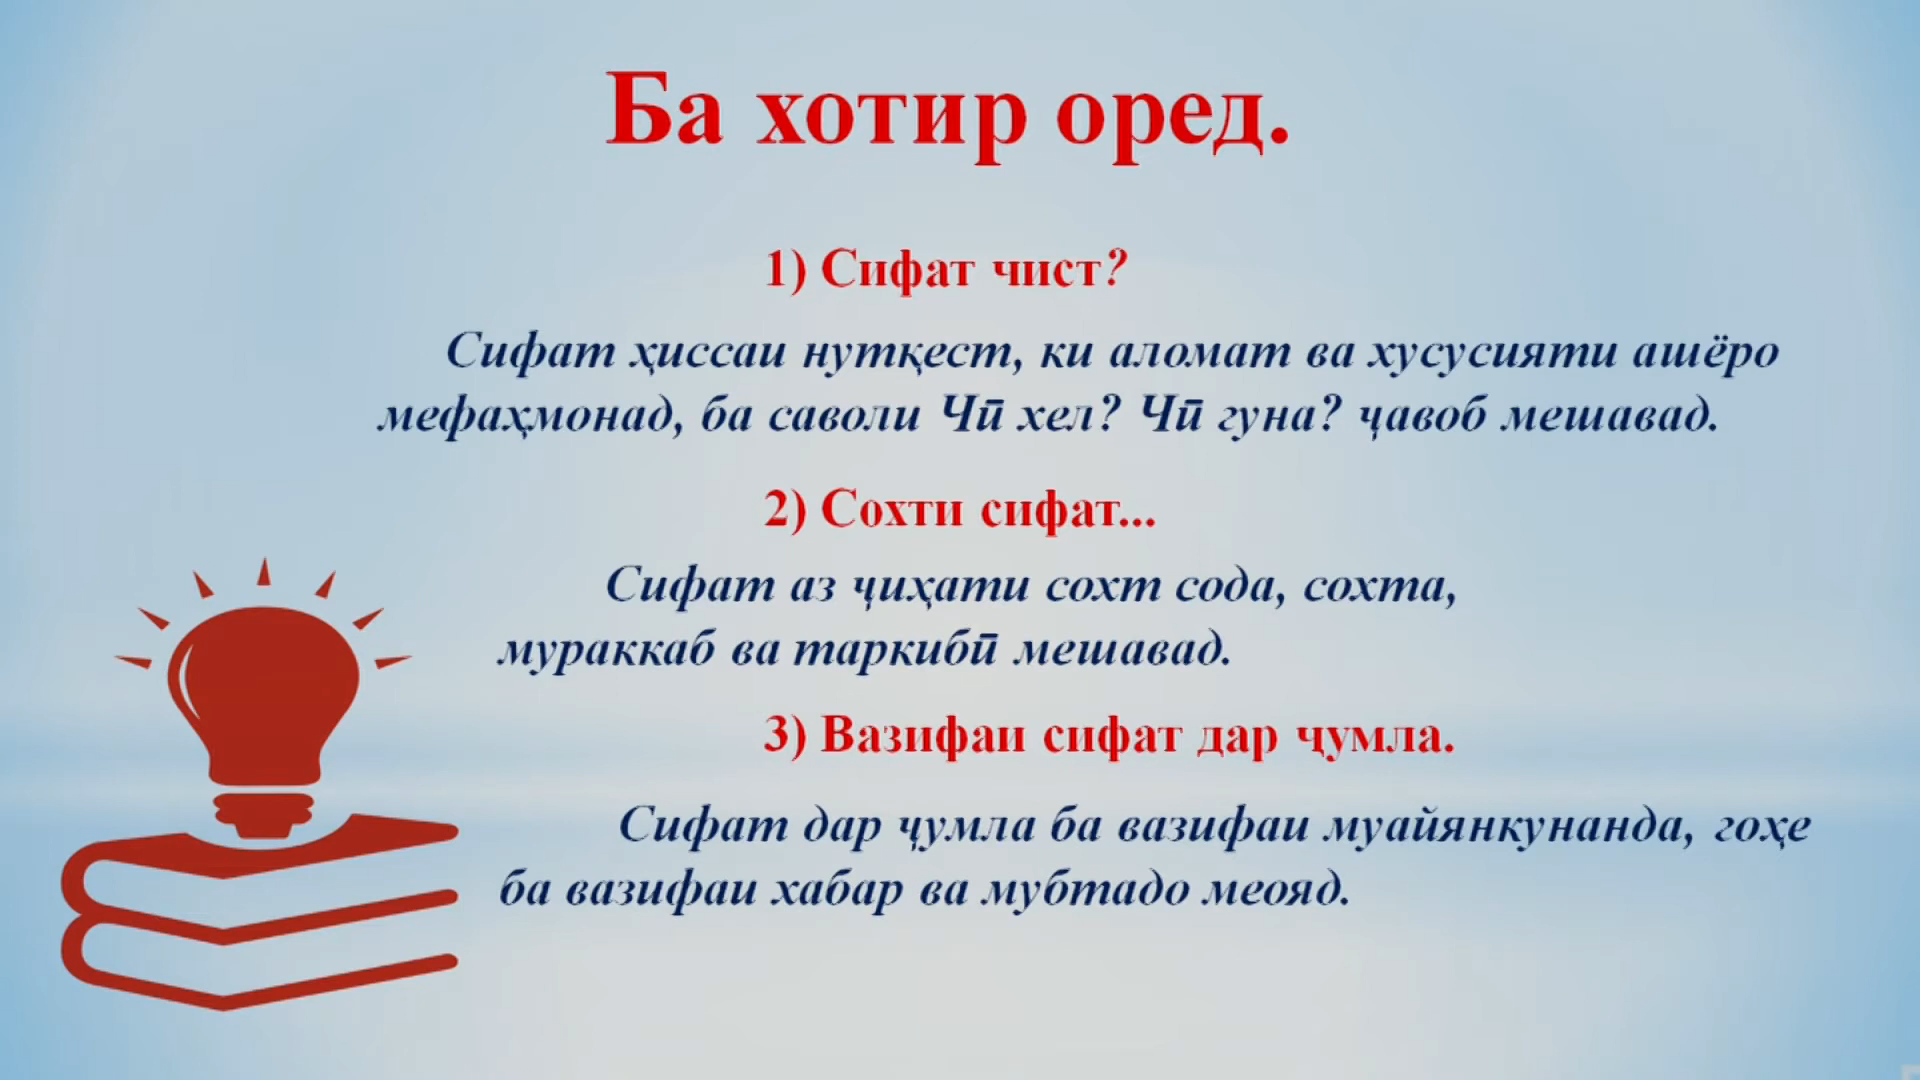 Ба хотир оред.
1) Сифат чист?
Сифат ҳиссаи нутқест, ки аломат ва хусусияти ашёро
мефаҳмонад, ба саволи Чӣ хел? Чӣ гуна? ҷавоб мешавад.
2) Сохти сифат...
Сифат аз ҷиҳати сохт сода, сохта,
мураккаб ва таркибӣ мешавад.
3) Вазифаи сифат дар ҷумла.
Сифат дар ҷумла ба вазифаи муайянкунанда, гоҳе
ба вазифаи хабар ва мубтадо меояд.